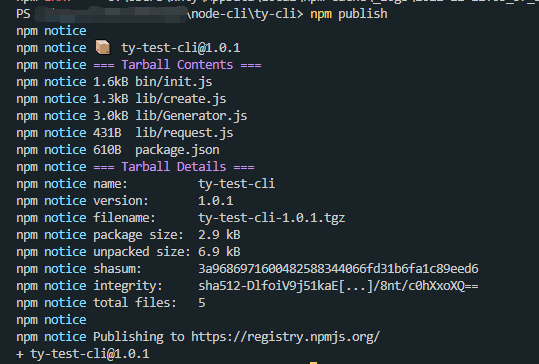 PS \node-cli\ty-cli> npm publish
npm notice
npm notice 📦 ty-test-cli@1.0.1
npm notice === Tarball Contents ===
npm notice 1.6kB bin/init.js
npm notice 1.3kB lib/create.js
npm notice 3.0kB lib/Generator.js
npm notice 431B lib/request.js
npm notice 610B package.json
npm notice === Tarball Details ===
npm notice name: ty-test-cli
npm notice version: 1.0.1
npm notice filename: ty-test-cli-1.0.1.tgz
npm notice package size: 2.9 kB
npm notice unpacked size: 6.9 kB
npm notice shasum: 3a9686971600482588344066fd31b6fa1c89eed6
npm notice integrity: sha512-DlfoiV9j51kaE[...]/8nt/c0hXxoXQ==
npm notice total files: 5
npm notice
npm notice Publishing to https://registry.npmjs.org/
+ ty-test-cli@1.0.1